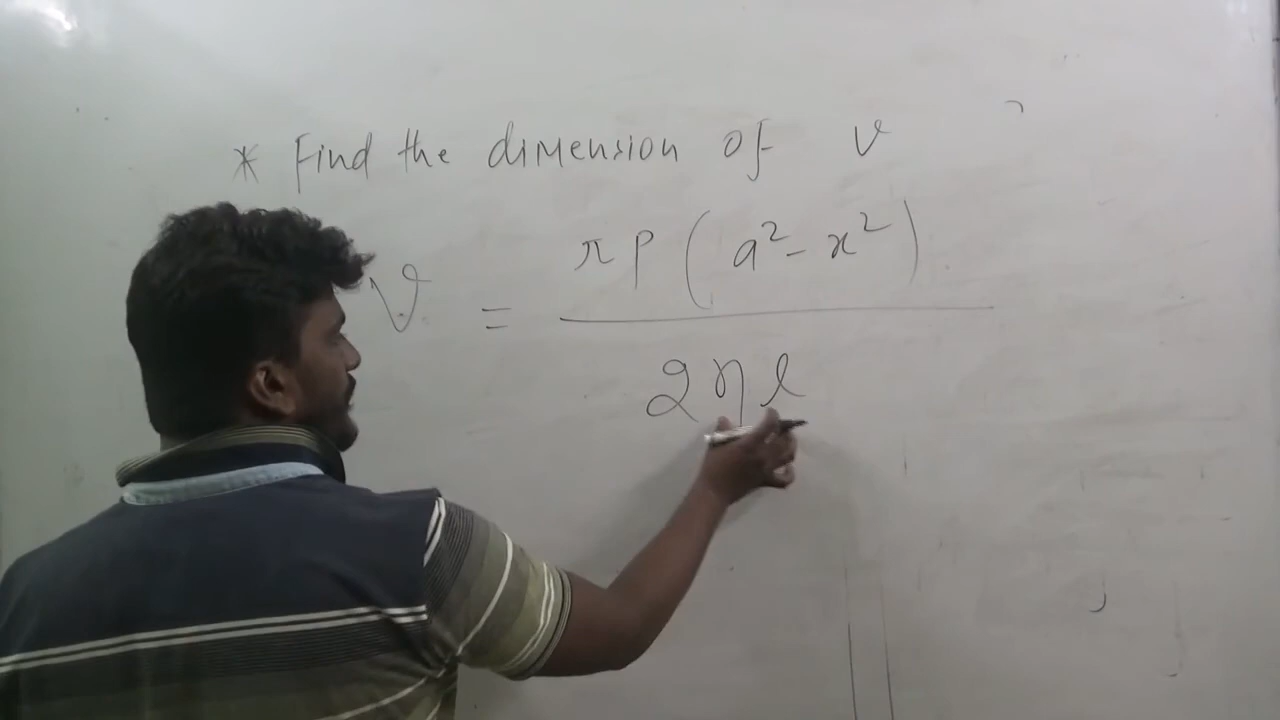 * Find the dimension of v
v = πP(a²-x²)
2ηl